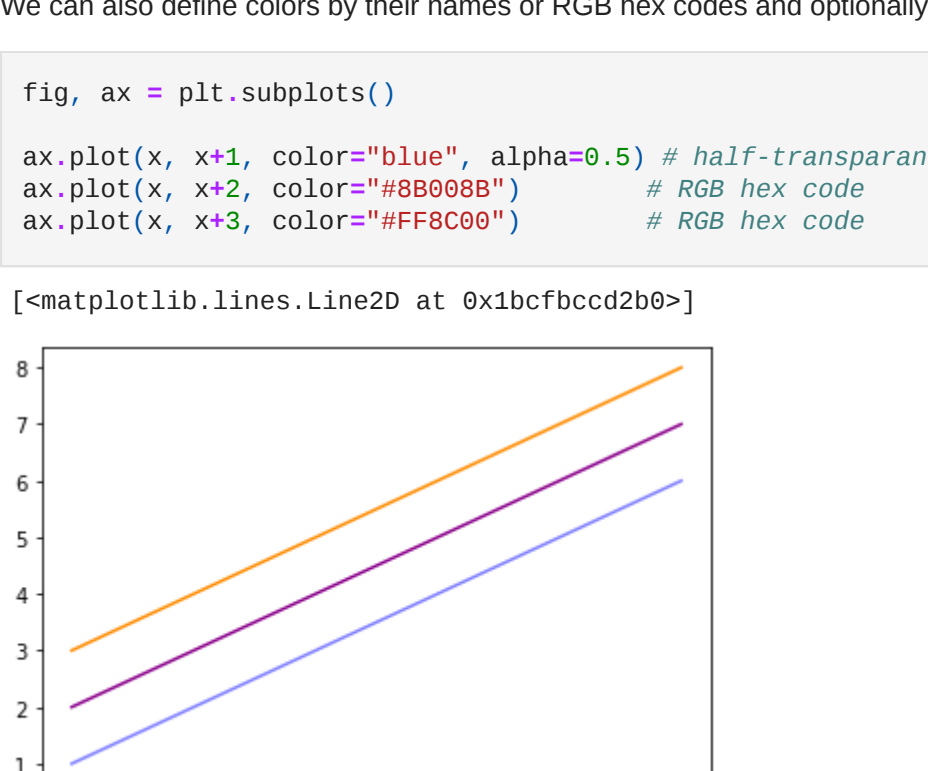 We can also define colors by their names or RGB hex codes and optionally
fig, ax = plt.subplots()
ax.plot(x, x+1, color="blue", alpha=0.5) # half-transparan
ax.plot(x, x+2, color="#8B008B")        # RGB hex code
ax.plot(x, x+3, color="#FF8C00")        # RGB hex code
[<matplotlib.lines.Line2D at 0x1bcfbccd2b0>]
8
7
6
5
4
3
2
1